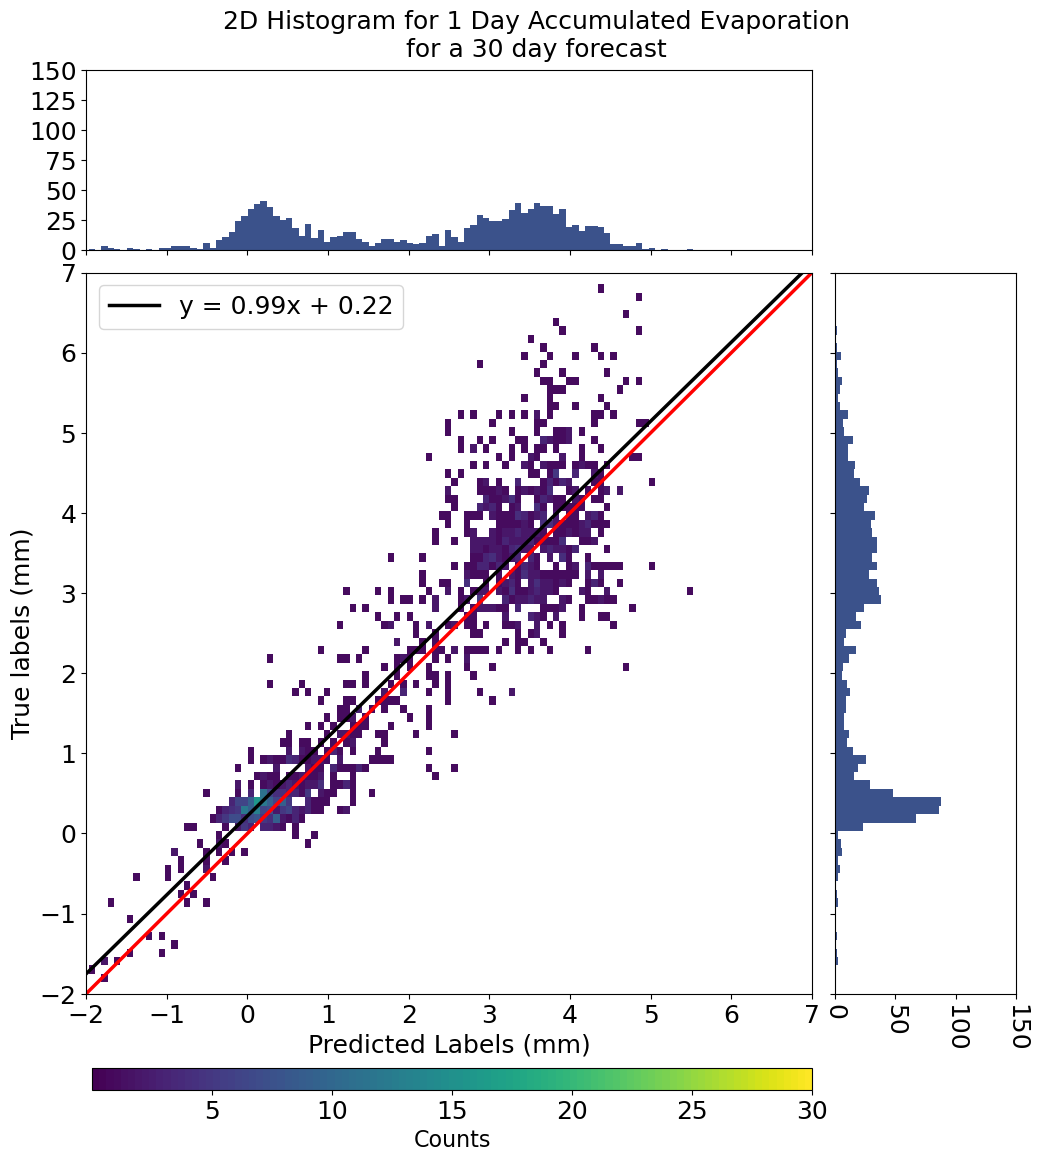 2D Histogram for 1 Day Accumulated Evaporation
for a 30 day forecast
150
125
100
75
50
25
0
7
6
5
4
3
2
1
0
−1
−2
True labels (mm)
y = 0.99x + 0.22
−2 −1 0 1 2 3 4 5 6 7
Predicted Labels (mm)
0 50 100 150
5 10 15 20 25 30
Counts